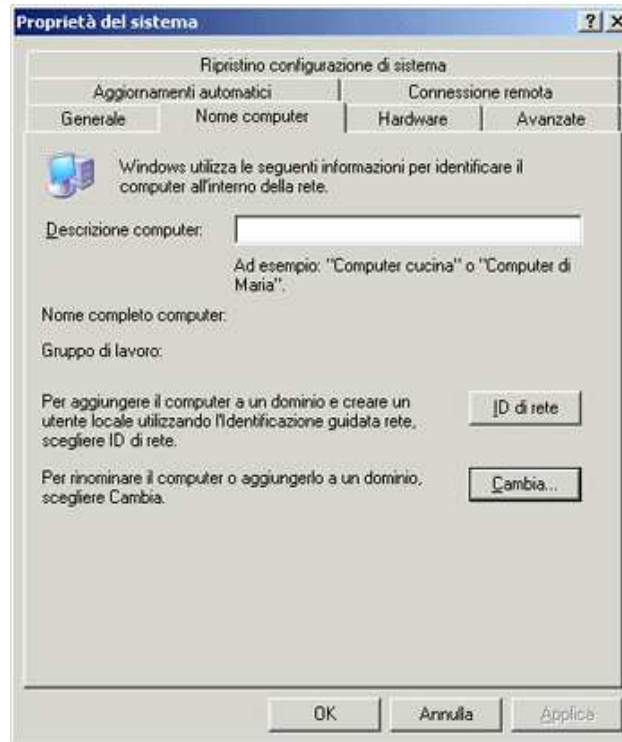 Proprietà del sistema
Ripristino configurazione di sistema
Aggiornamenti automatici
Connessione remota
Generale
Nome computer
Hardware
Avanzate
Windows utilizza le seguenti informazioni per identificare il
computer all'interno della rete.
Descrizione computer:
Ad esempio: "Computer cucina" o "Computer di
Maria".
Nome completo computer:
Gruppo di lavoro:
Per aggiungere il computer a un dominio e creare un
utente locale utilizzando l'Identificazione guidata rete,
scegliere ID di rete.
ID di rete
Per rinominare il computer o aggiungerlo a un dominio,
scegliere Cambia.
Cambia...
OK
Annulla
Applica